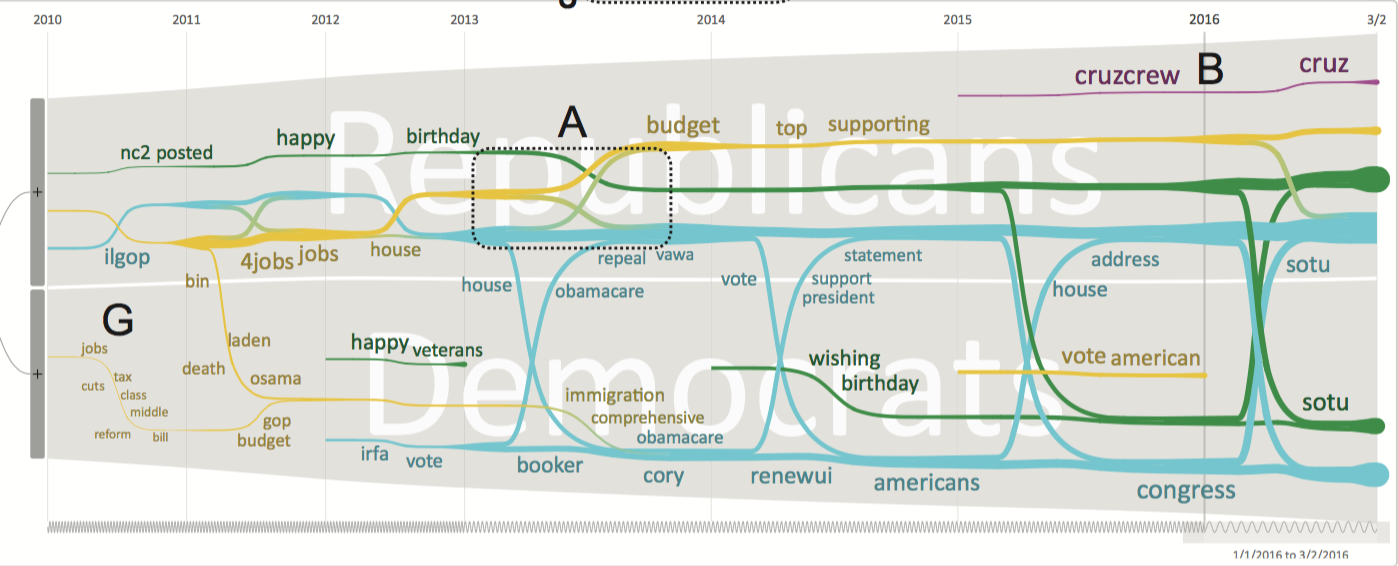 2010 2011 2012 2013 2014 2015 2016 3/2
Republicans
Democrats
A
B
G
cruzcrew
cruz
nc2 posted
happy
birthday
budget
top
supporting
ilgop
4jobs
jobs
house
bin
house
repeal
vawa
obamacare
vote
statement
support
president
address
house
sotu
jobs
cuts
tax
class
middle
reform
bill
laden
death
osama
gop
budget
happy
veterans
immigration
comprehensive
obamacare
wishing
birthday
vote american
sotu
irfa
vote
booker
cory
renewui
americans
congress
+
+
1/1/2016 to 3/2/2016